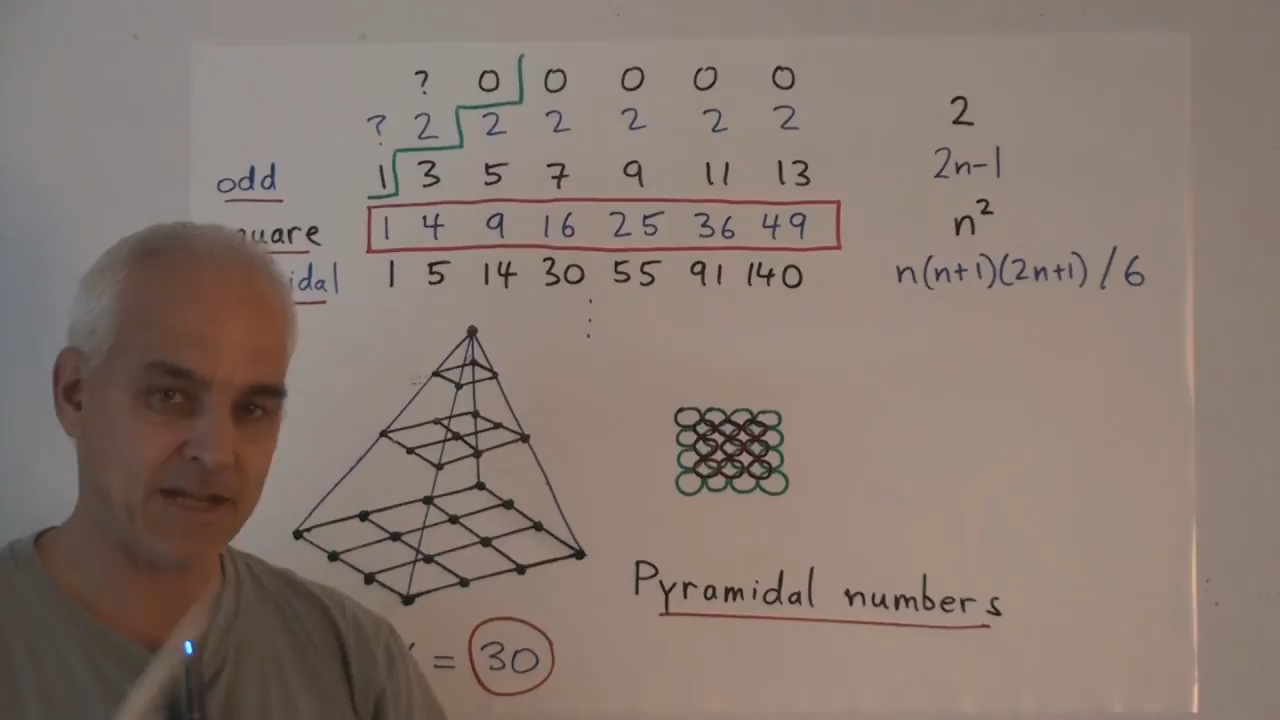 ? 0 0 0 0 0
? 2 2 2 2 2 2 2
odd 1 3 5 7 9 11 13 2n-1
1 4 9 16 25 36 49 n²
1 5 14 30 55 91 140 n(n+1)(2n+1)/6
Pyramidal numbers
= 30